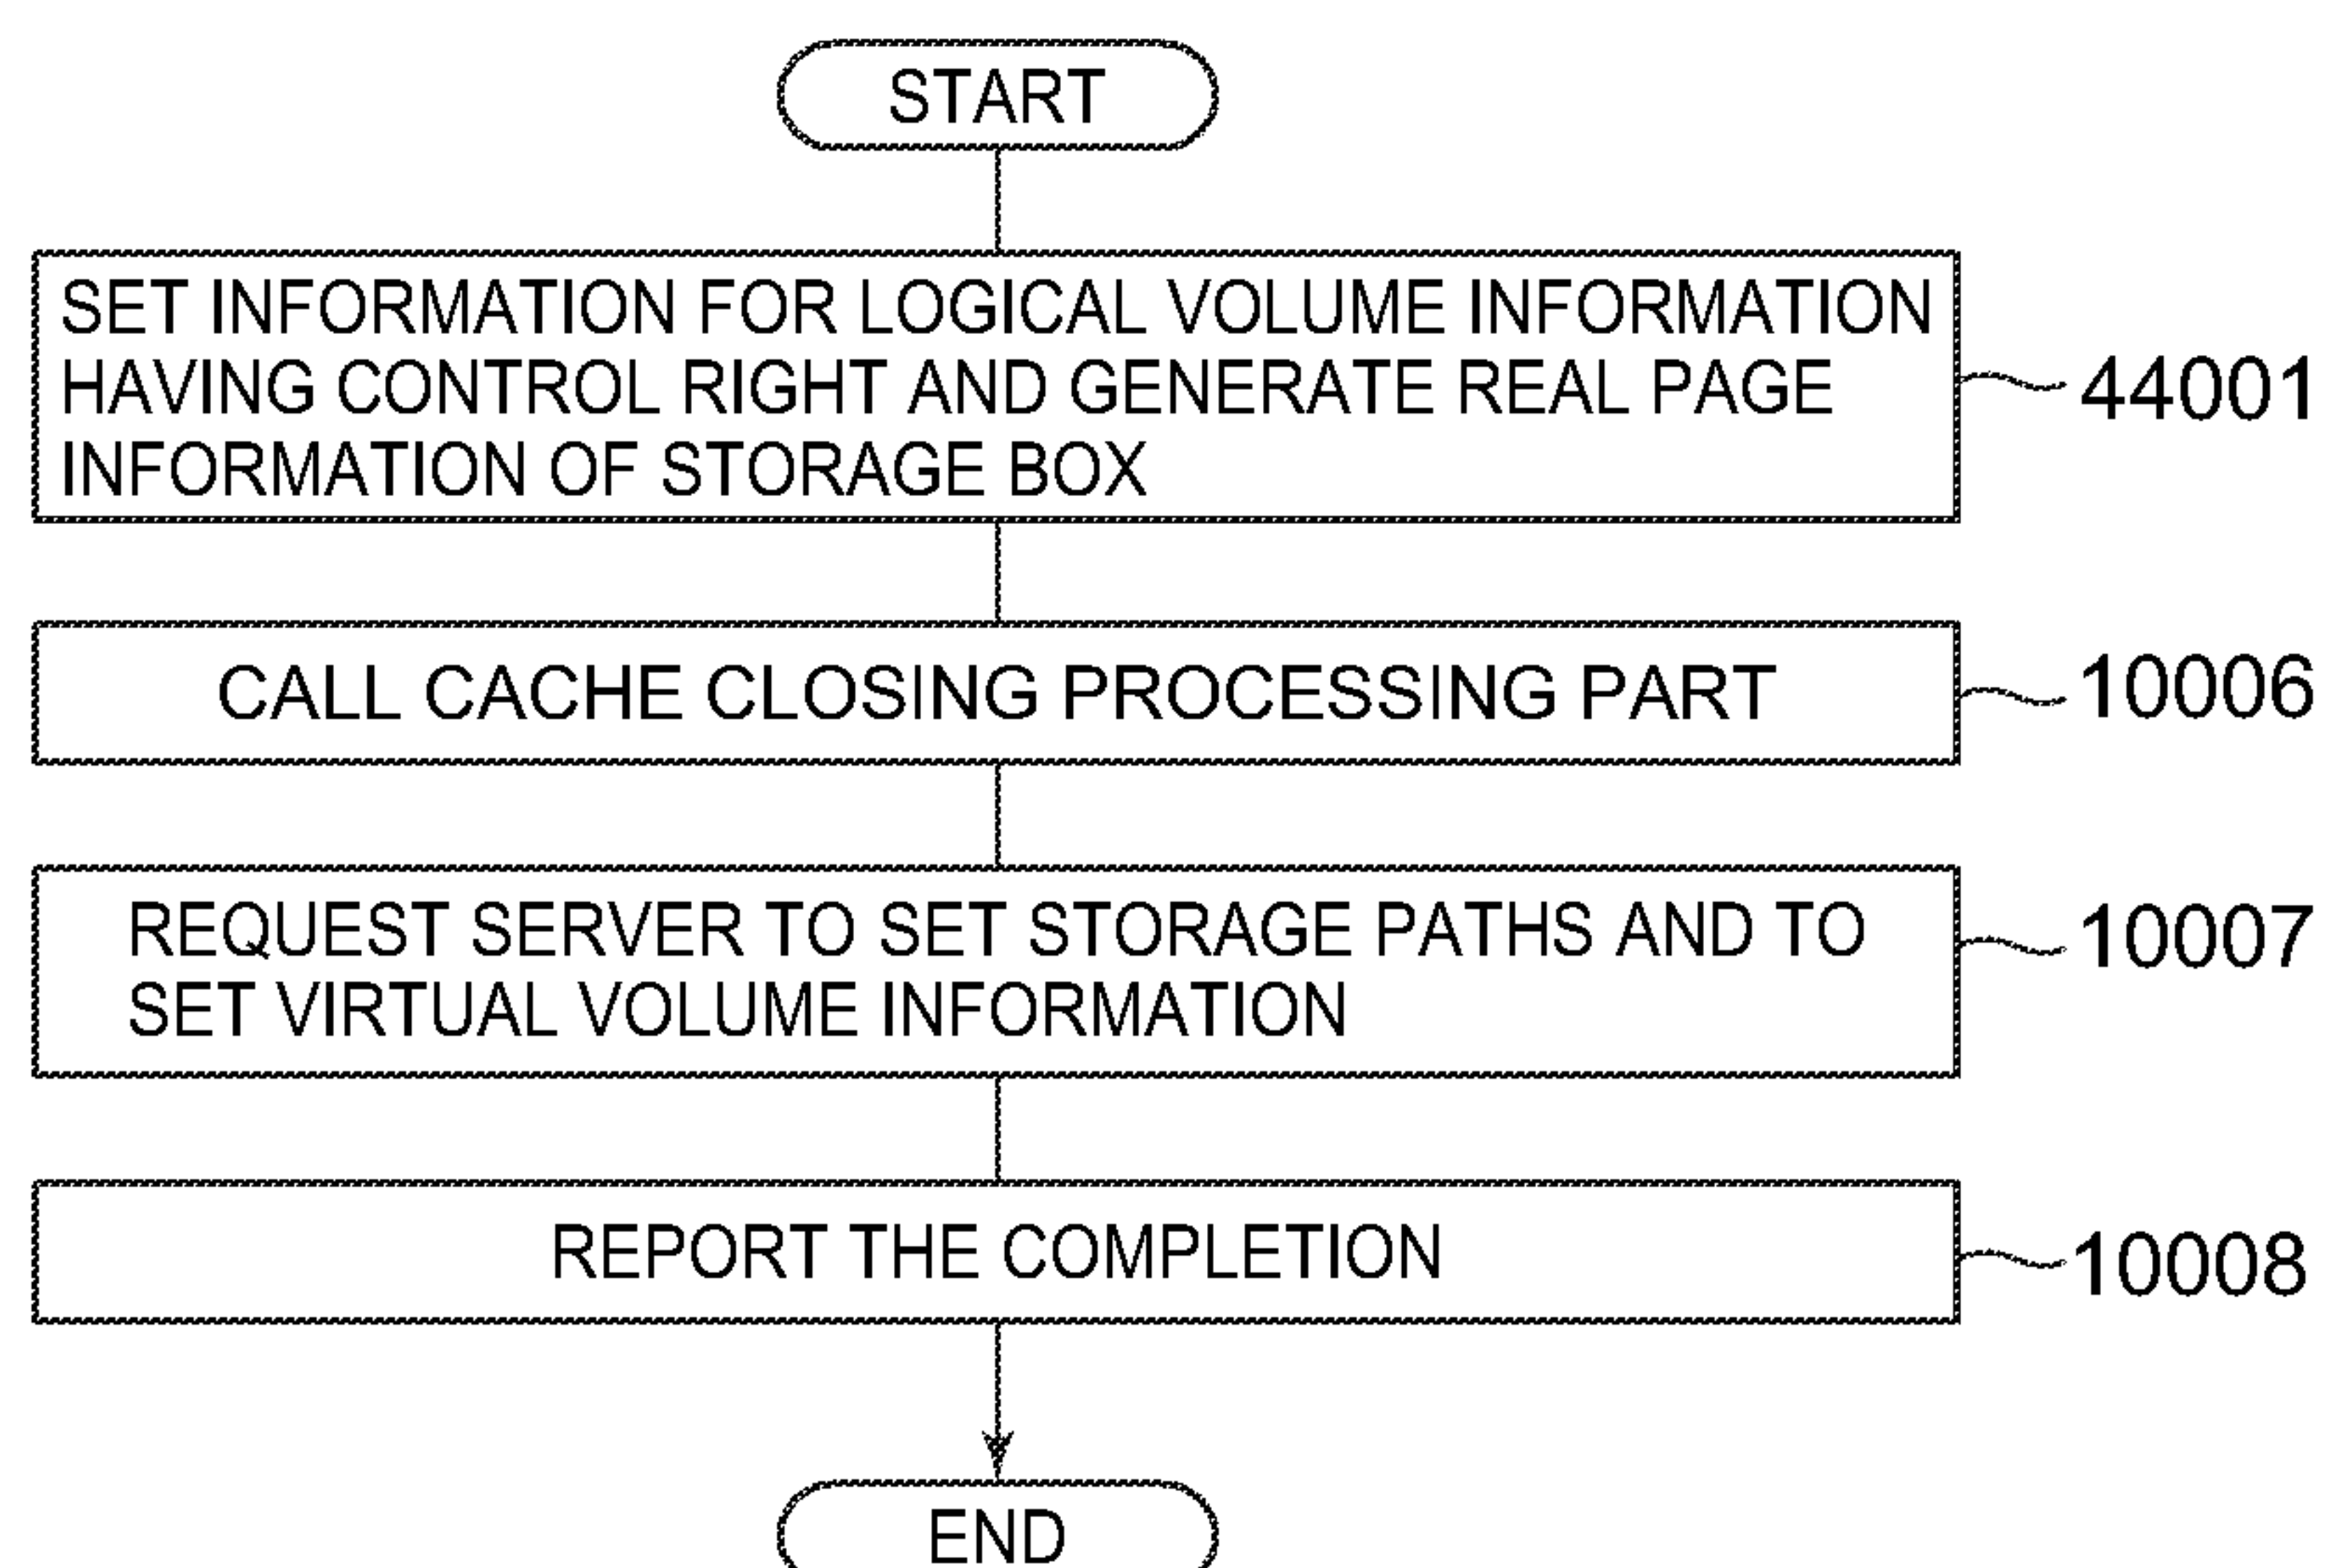 START
SET INFORMATION FOR LOGICAL VOLUME INFORMATION
HAVING CONTROL RIGHT AND GENERATE REAL PAGE
INFORMATION OF STORAGE BOX
44001
CALL CACHE CLOSING PROCESSING PART
10006
REQUEST SERVER TO SET STORAGE PATHS AND TO
SET VIRTUAL VOLUME INFORMATION
10007
REPORT THE COMPLETION
10008
END